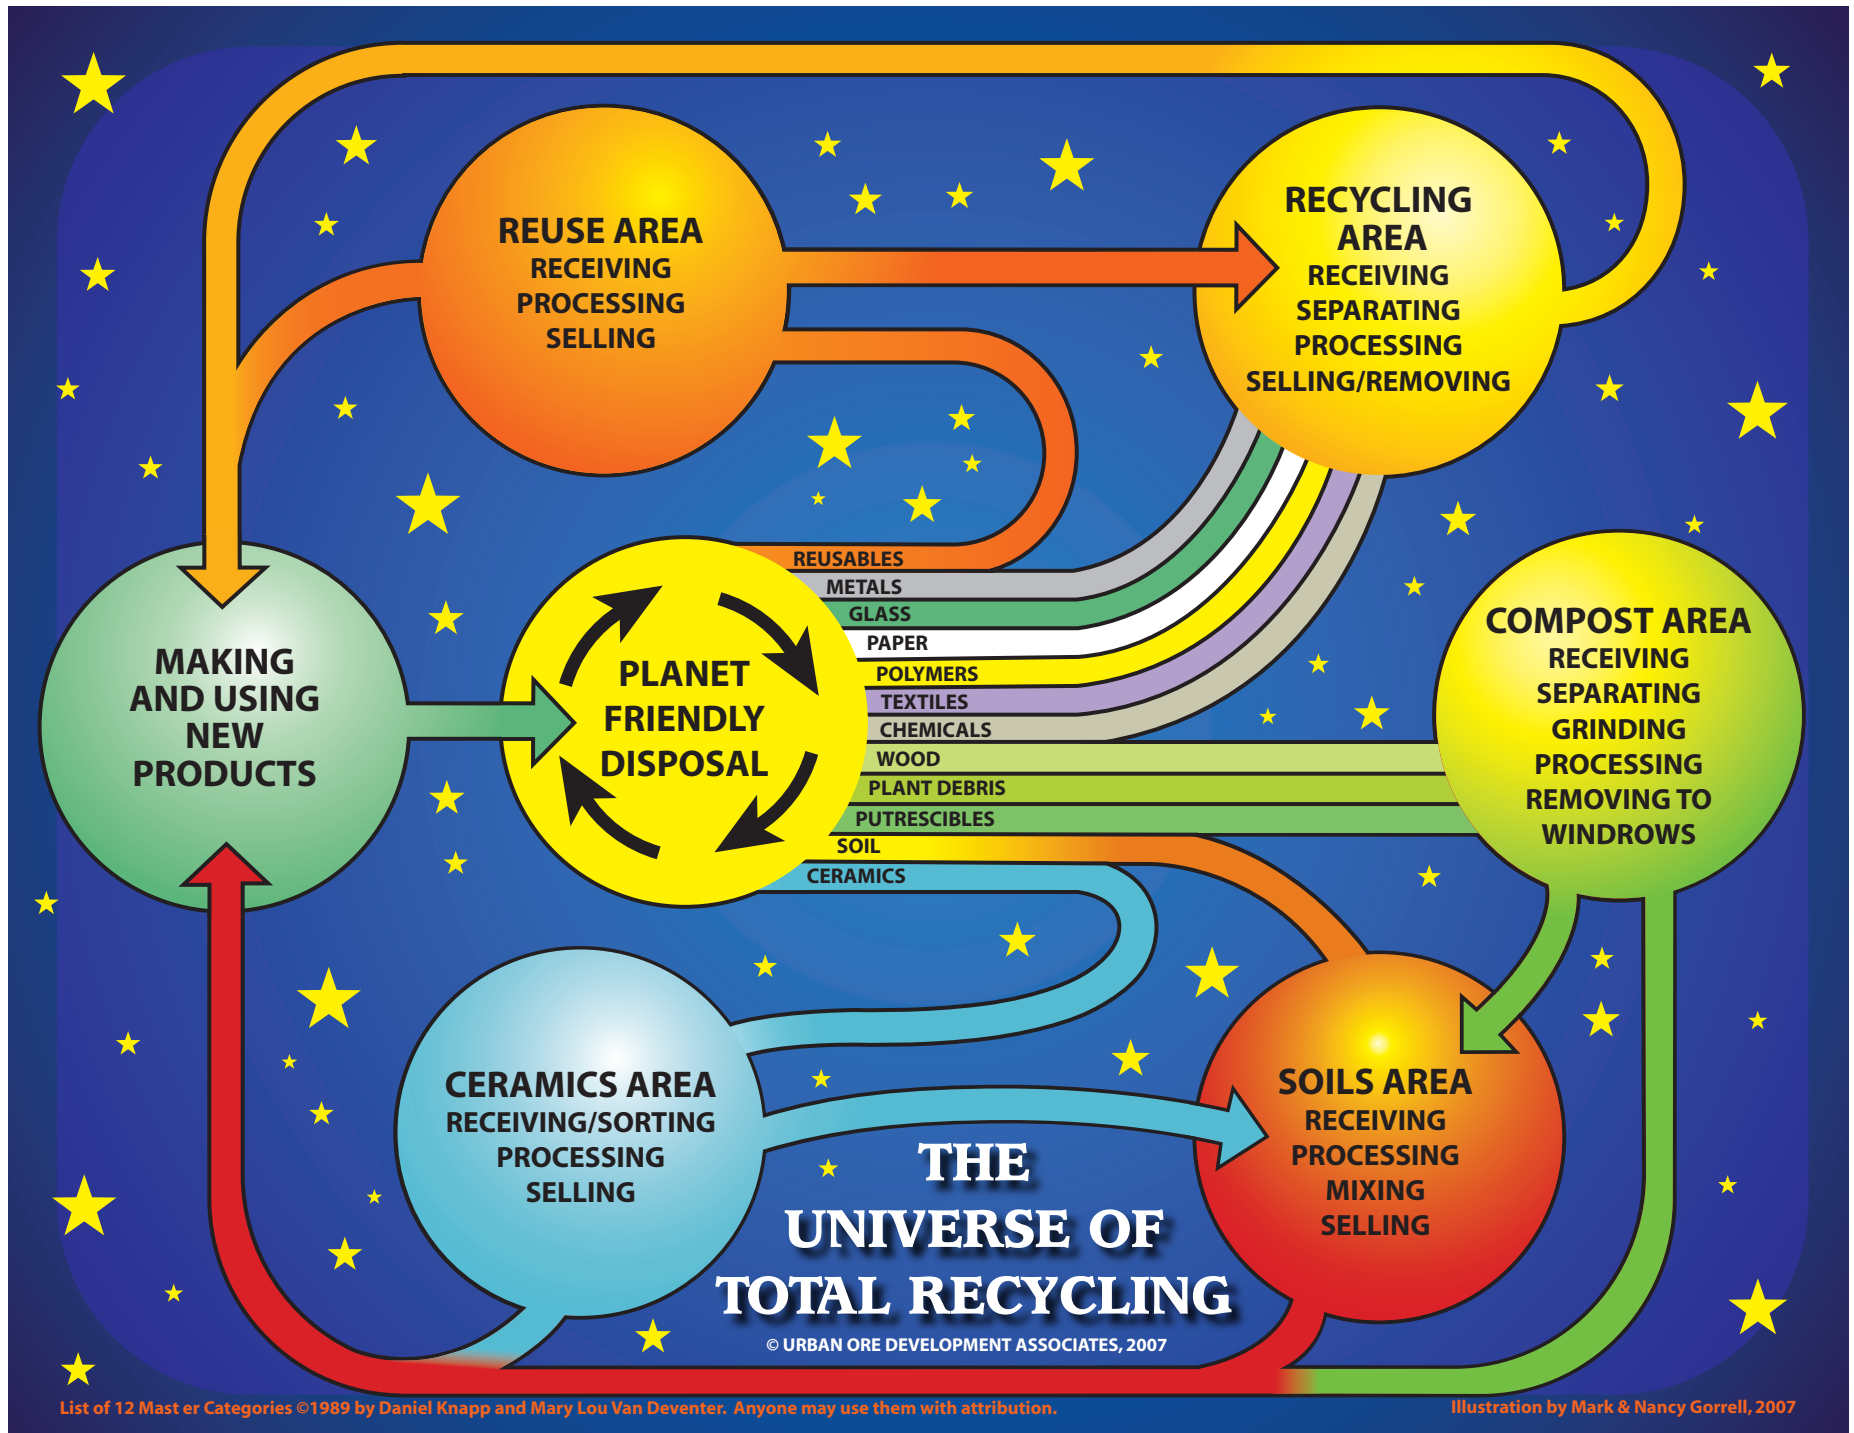 REUSE AREA
RECEIVING
PROCESSING
SELLING
RECYCLING
AREA
RECEIVING
SEPARATING
PROCESSING
SELLING/REMOVING
MAKING
AND USING
NEW
PRODUCTS
PLANET
FRIENDLY
DISPOSAL
REUSABLES
METALS
GLASS
PAPER
POLYMERS
TEXTILES
CHEMICALS
WOOD
PLANT DEBRIS
PUTRESCIBLES
SOIL
CERAMICS
COMPOST AREA
RECEIVING
SEPARATING
GRINDING
PROCESSING
REMOVING TO
WINDROWS
CERAMICS AREA
RECEIVING/SORTING
PROCESSING
SELLING
SOILS AREA
RECEIVING
PROCESSING
MIXING
SELLING
THE
UNIVERSE OF
TOTAL RECYCLING
© URBAN ORE DEVELOPMENT ASSOCIATES, 2007
List of 12 Mast er Categories ©1989 by Daniel Knapp and Mary Lou Van Deventer. Anyone may use them with attribution.
Illustration by Mark & Nancy Gorrell, 2007